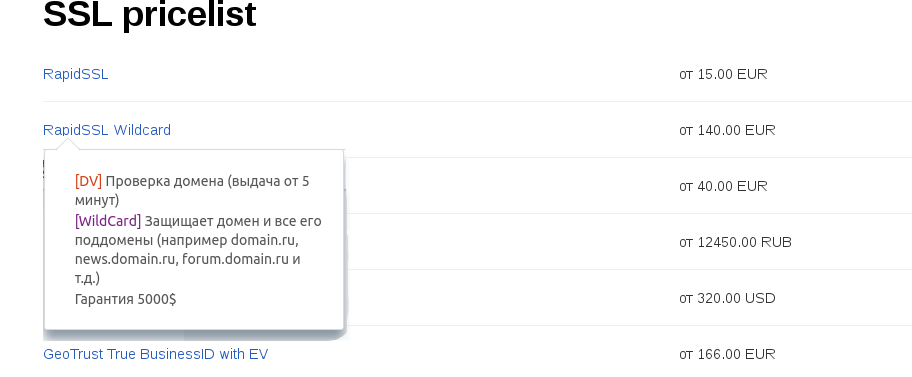 SSL pricelist
RapidSSL от 15.00 EUR
RapidSSL Wildcard от 140.00 EUR
[DV] Проверка домена (выдача от 5
минут)
[WildCard] Защищает домен и все его
поддомены (например domain.ru,
news.domain.ru, forum.domain.ru и
т.д.)
Гарантия 5000$
от 40.00 EUR
от 12450.00 RUB
от 320.00 USD
GeoTrust True BusinessID with EV от 166.00 EUR